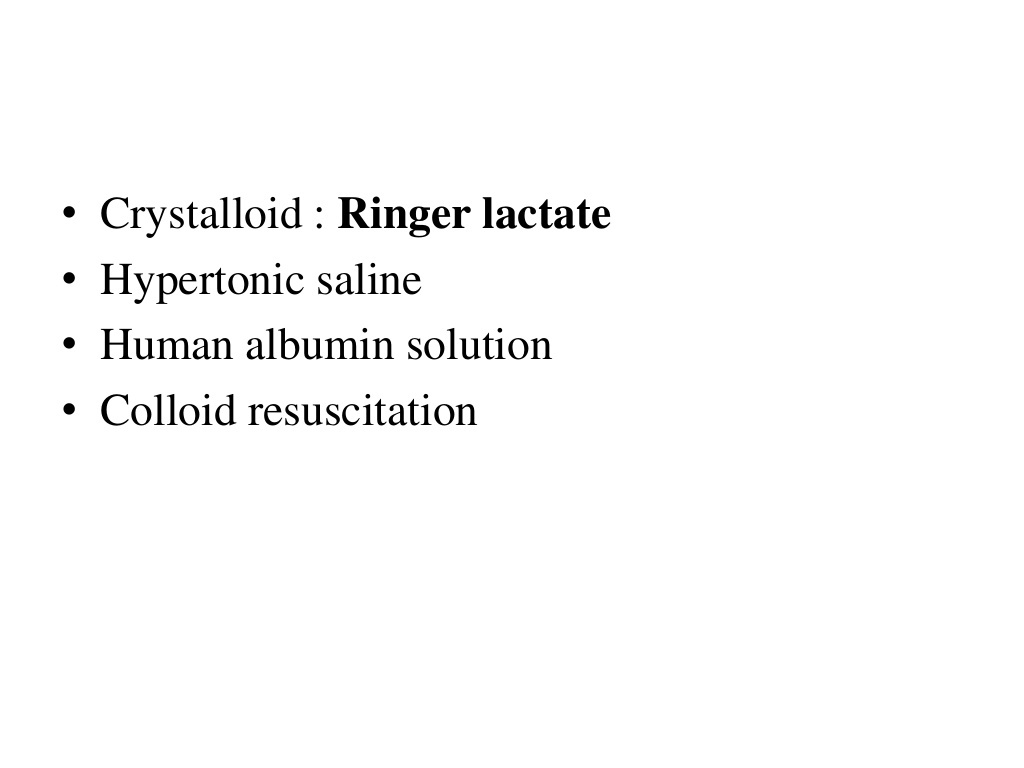 • Crystalloid : Ringer lactate
• Hypertonic saline
• Human albumin solution
• Colloid resuscitation